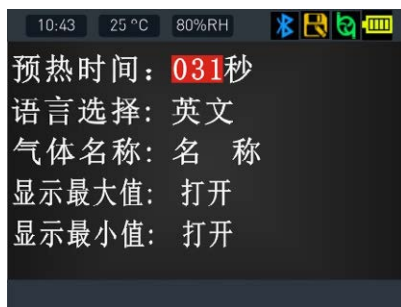 10:43 25 °C 80%RH
预热时间：031秒
语言选择: 英文
气体名称: 名 称
显示最大值: 打开
显示最小值: 打开